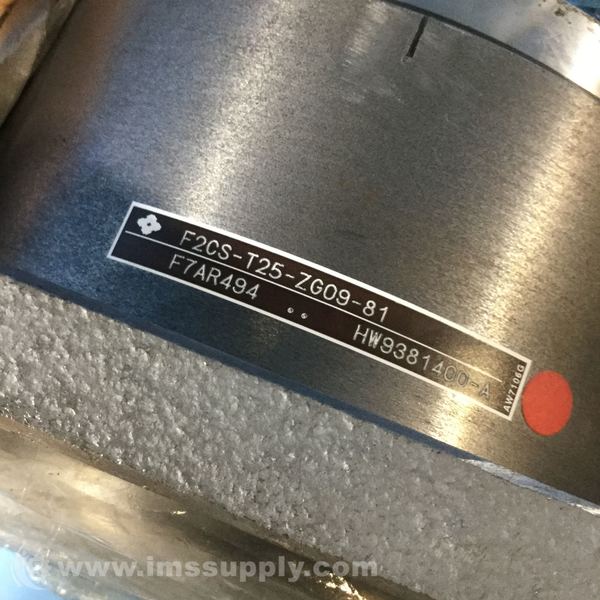 F2CS-T25-ZG09-81
F7AR494
HW9381400-A
AW7106G
www.imssupply.com